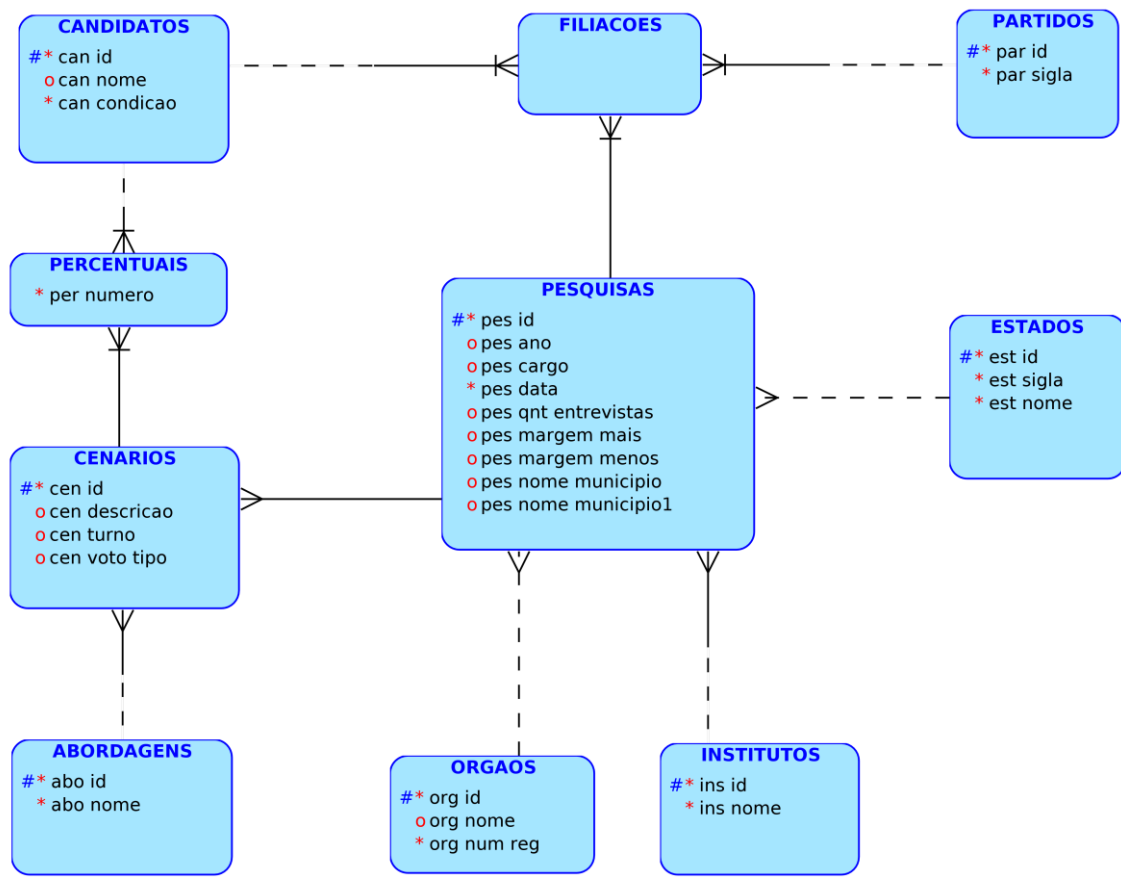 CANDIDATOS
#* can id
o can nome
* can condicao
FILIACOES
PARTIDOS
#* par id
* par sigla
PERCENTUAIS
* per numero
PESQUISAS
#* pes id
o pes ano
o pes cargo
* pes data
o pes qnt entrevistas
o pes margem mais
o pes margem menos
o pes nome municipio
o pes nome municipio1
ESTADOS
#* est id
* est sigla
* est nome
CENARIOS
#* cen id
o cen descricao
o cen turno
o cen voto tipo
ABORDAGENS
#* abo id
* abo nome
ORGAOS
#* org id
o org nome
* org num reg
INSTITUTOS
#* ins id
* ins nome